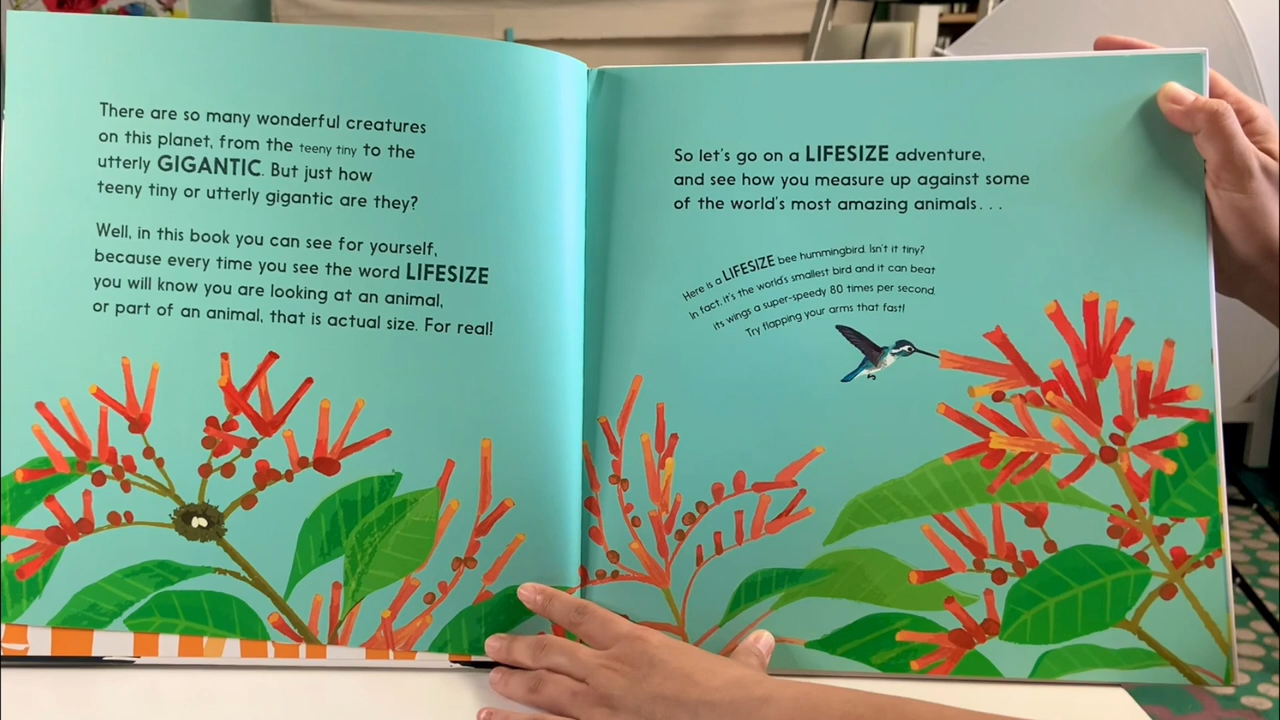 There are so many wonderful creatures
on this planet, from the teeny tiny to the
utterly GIGANTIC. But just how
teeny tiny or utterly gigantic are they?
Well, in this book you can see for yourself,
because every time you see the word LIFESIZE
you will know you are looking at an animal,
or part of an animal, that is actual size. For real!
So let's go on a LIFESIZE adventure,
and see how you measure up against some
of the world's most amazing animals...
Here is a LIFESIZE bee hummingbird. Isn't it tiny?
In fact, it's the world's smallest bird and it can beat
its wings a super-speedy 80 times per second.
Try flapping your arms that fast!